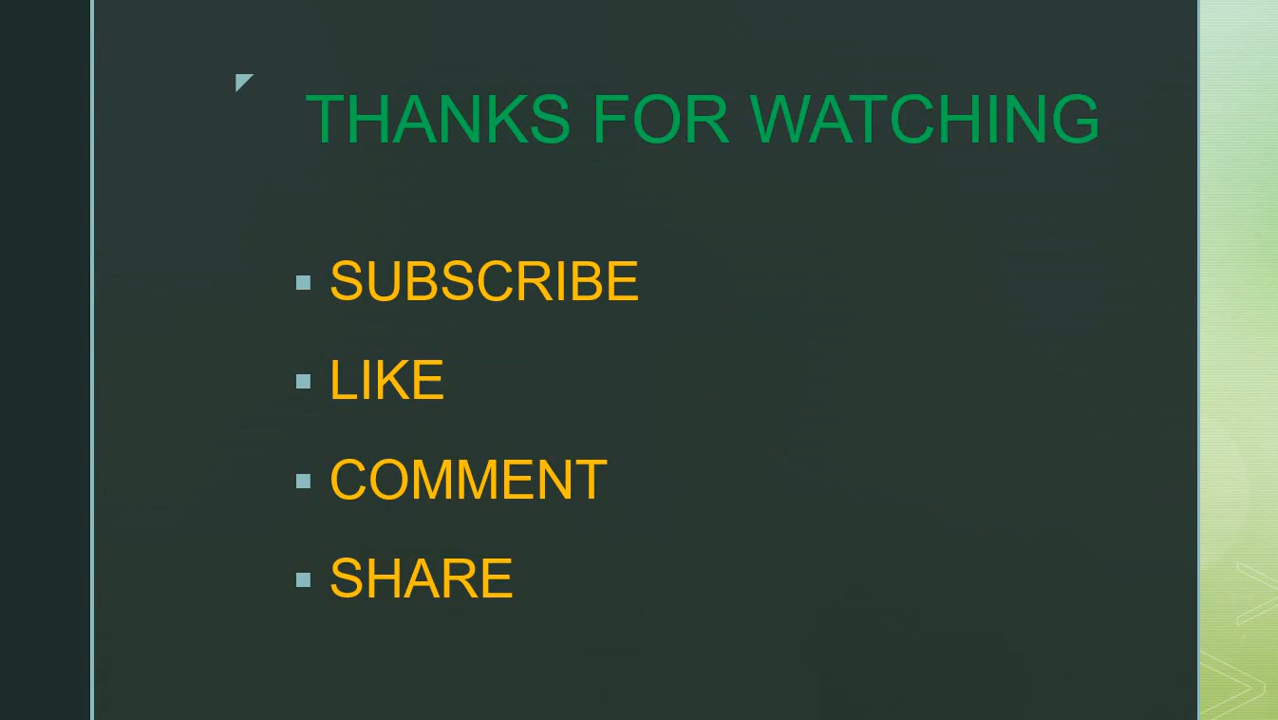 THANKS FOR WATCHING
SUBSCRIBE
LIKE
COMMENT
SHARE